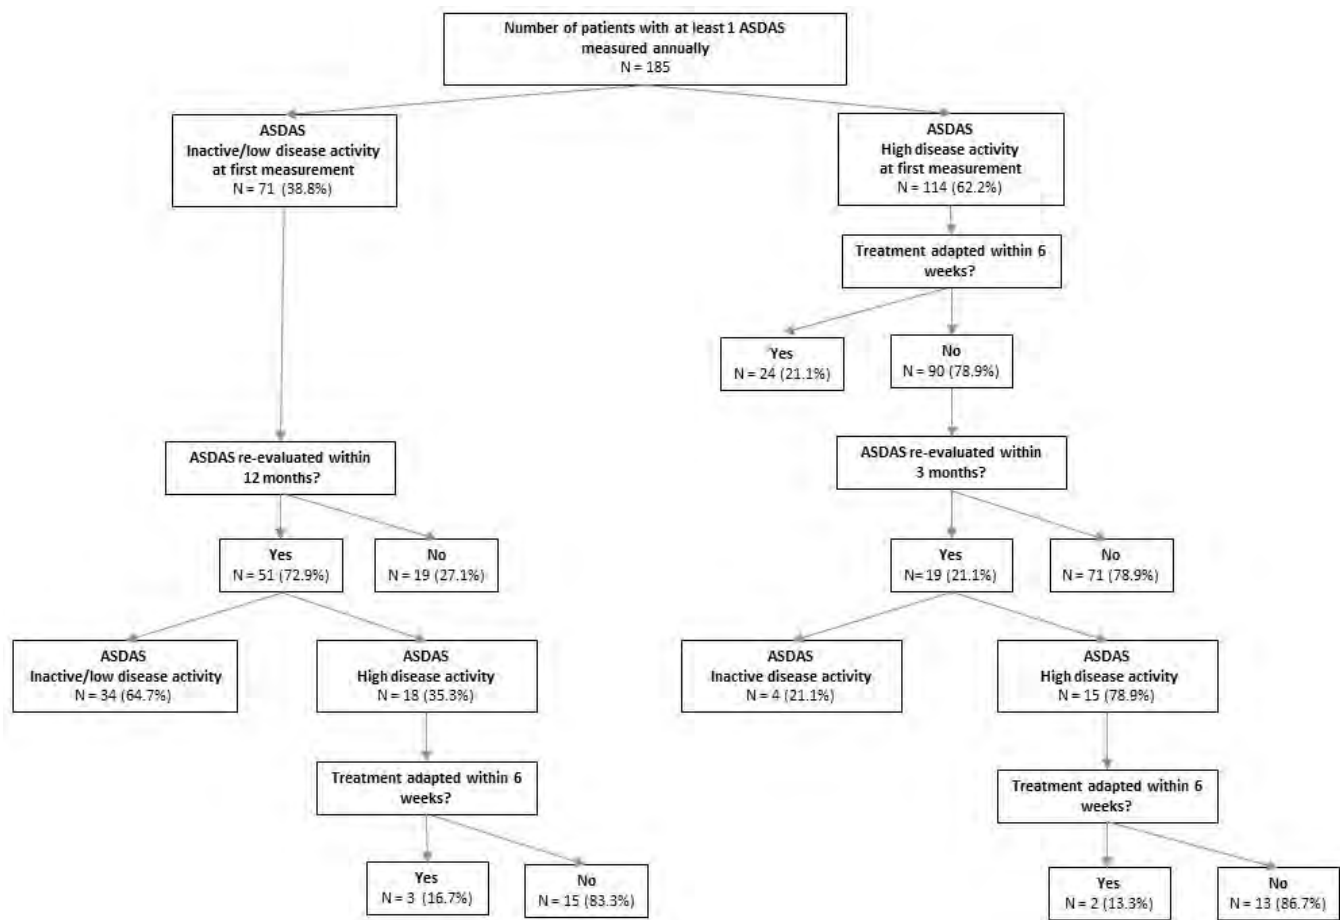 Number of patients with at least 1 ASDAS
measured annually
N = 185
ASDAS
Inactive/low disease activity
at first measurement
N = 71 (38.8%)
ASDAS
High disease activity
at first measurement
N = 114 (62.2%)
Treatment adapted within 6
weeks?
Yes
N = 24 (21.1%)
No
N = 90 (78.9%)
ASDAS re-evaluated within
12 months?
ASDAS re-evaluated within
3 months?
Yes
N = 51 (72.9%)
No
N = 19 (27.1%)
Yes
N= 19 (21.1%)
No
N = 71 (78.9%)
ASDAS
Inactive/low disease activity
N = 34 (64.7%)
ASDAS
High disease activity
N = 18 (35.3%)
ASDAS
Inactive disease activity
N = 4 (21.1%)
ASDAS
High disease activity
N = 15 (78.9%)
Treatment adapted within 6
weeks?
Treatment adapted within 6
weeks?
Yes
N = 3 (16.7%)
No
N = 15 (83.3%)
Yes
N = 2 (13.3%)
No
N = 13 (86.7%)